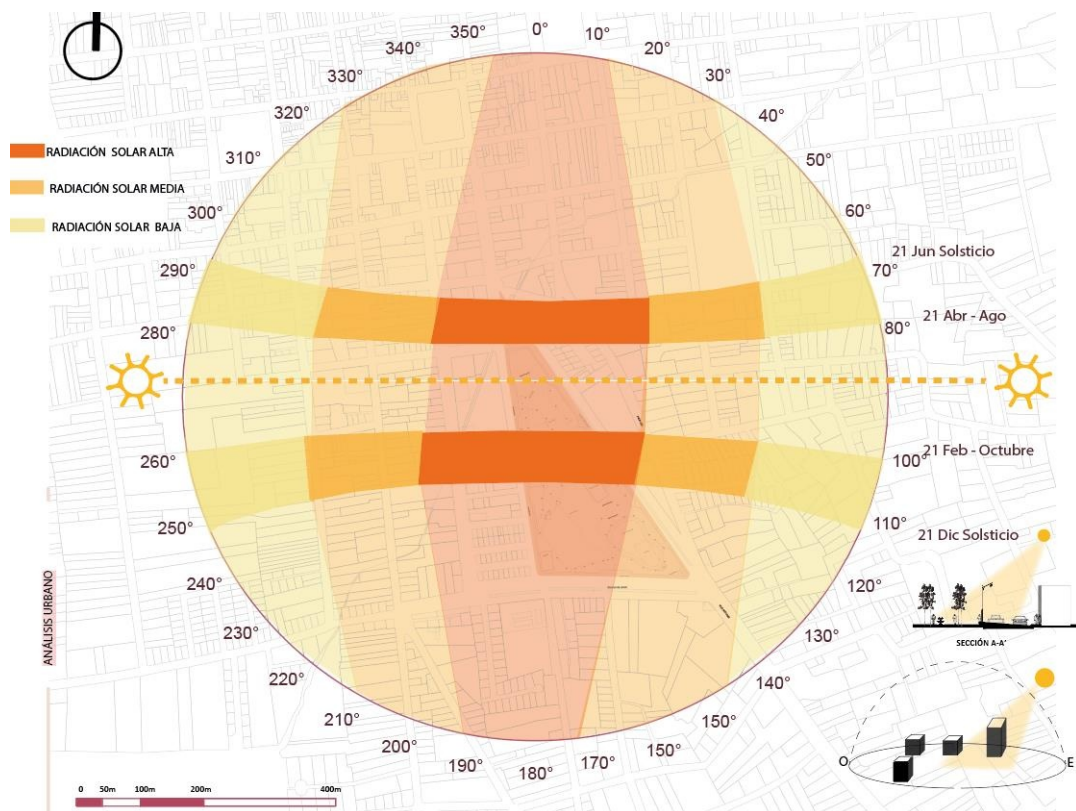 0°
10°
20°
30°
40°
50°
60°
70°
80°
100°
110°
120°
130°
140°
150°
150°
170°
180°
190°
200°
210°
220°
230°
240°
250°
260°
280°
290°
300°
310°
320°
330°
340°
350°
RADIACIÓN SOLAR ALTA
RADIACIÓN SOLAR MEDIA
RADIACIÓN SOLAR BAJA
21 Jun Solsticio
21 Abr - Ago
21 Feb - Octubre
21 Dic Solsticio
SECCIÓN A-A'
O
E
ANÁLISIS URBANO
0 50m 100m 200m 400m